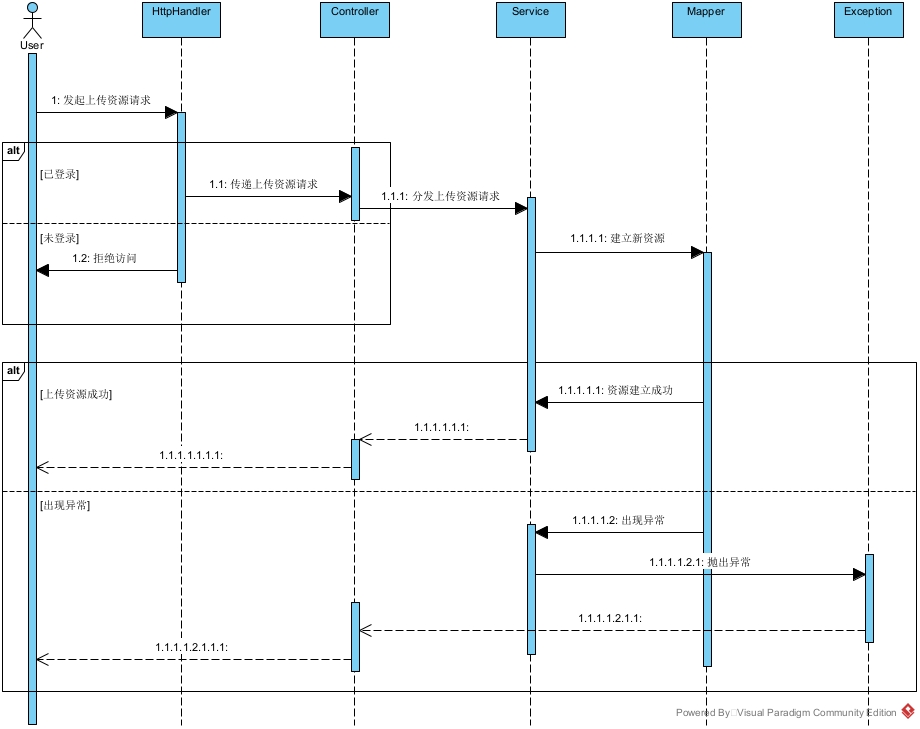 HttpHandler
Controller
Service
Mapper
Exception
User
1: 发起上传资源请求
alt
[已登录]
1.1: 传递上传资源请求
1.1.1: 分发上传资源请求
[未登录]
1.1.1.1: 建立新资源
1.2: 拒绝访问
alt
[上传资源成功]
1.1.1.1.1: 资源建立成功
1.1.1.1.1.1:
1.1.1.1.1.1.1:
[出现异常]
1.1.1.1.2: 出现异常
1.1.1.1.2.1: 抛出异常
1.1.1.1.2.1.1:
1.1.1.1.2.1.1.1:
Powered By Visual Paradigm Community Edition